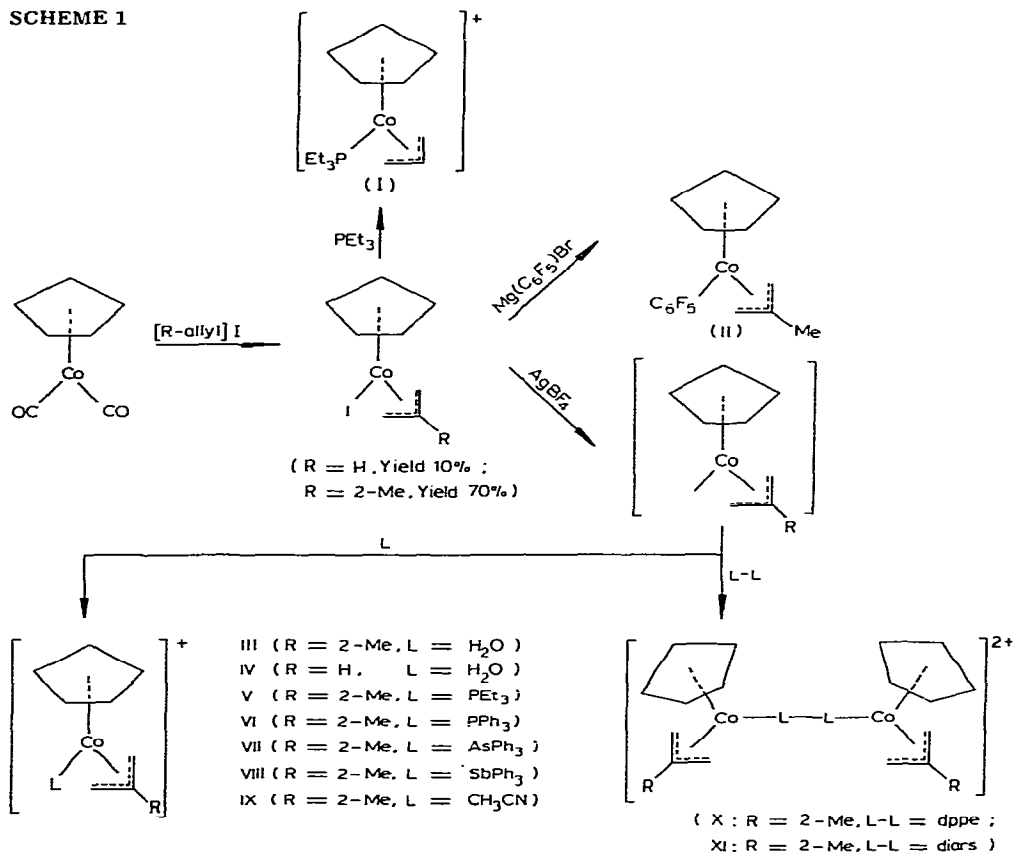 SCHEME 1
+
Co
Et₃P
(I)
PEt₃
Mg(C₆F₅)Br
Co
C₆F₅
Me
(II)
[R-allyl] I
Co
OC CO
Co
I
R
AgBF₄
(R = H, Yield 10% ;
R = 2-Me, Yield 70%)
Co
R
L
L-L
+
Co
L
R
III (R = 2-Me, L = H₂O)
IV (R = H, L = H₂O)
V (R = 2-Me, L = PEt₃)
VI (R = 2-Me, L = PPh₃)
VII (R = 2-Me, L = AsPh₃)
VIII (R = 2-Me, L = SbPh₃)
IX (R = 2-Me, L = CH₃CN)
2+
Co — L — L — Co
R R
(X : R = 2-Me, L-L = dppe ;
XI: R = 2-Me, L-L = diars)